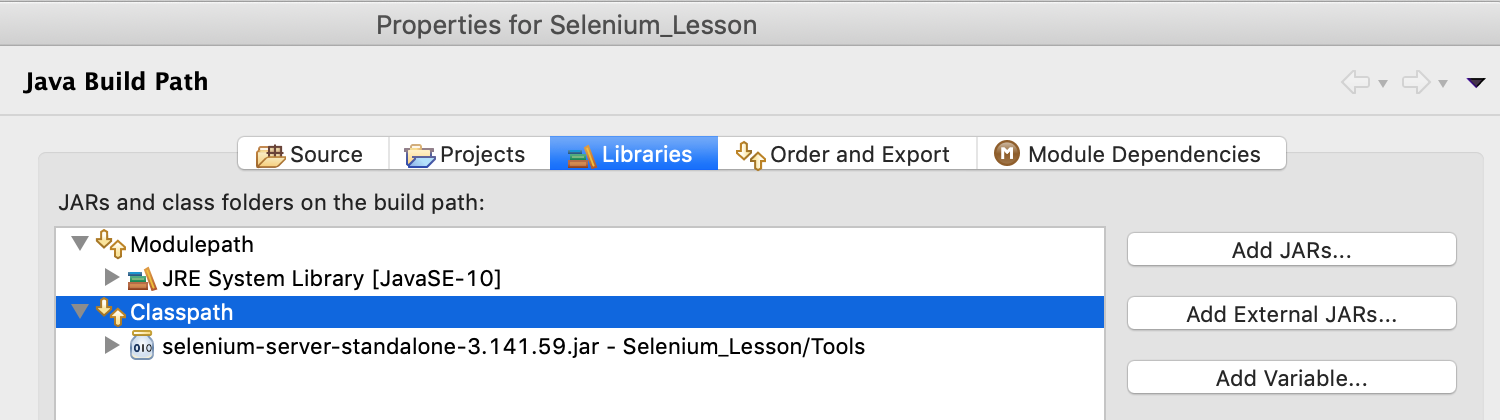 Properties for Selenium_Lesson
Java Build Path
Source Projects Libraries Order and Export M Module Dependencies
JARs and class folders on the build path:
Modulepath
Add JARs...
JRE System Library [JavaSE-10]
Classpath
Add External JARs...
010 selenium-server-standalone-3.141.59.jar - Selenium_Lesson/Tools
Add Variable...